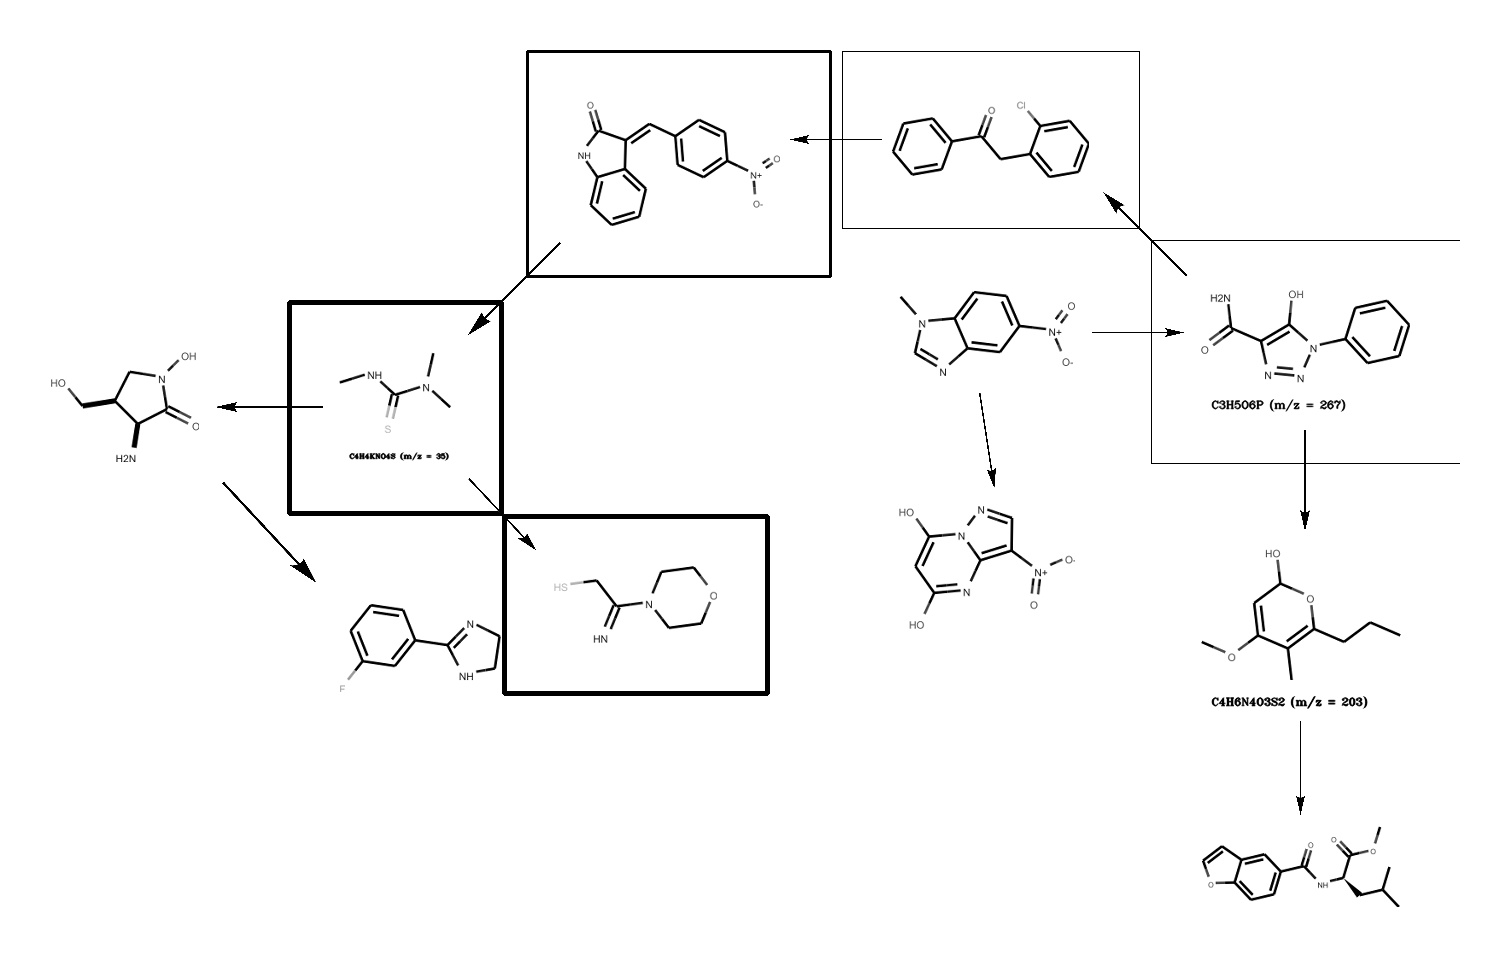 O
NH
N+
O
O-
O
Cl
N
N
N+
O
O-
H2N
OH
O
N
N
N
C3H5O6P (m/z = 267)
HO
OH
N
O
H2N
NH
N
S
C4H4KNO4S (m/z = 35)
HO
N
N
N
OH
N+
O-
O
HO
O
O
C4H6N4O3S2 (m/z = 203)
HS
HN
N
O
F
N
NH
O
O
NH
O
O